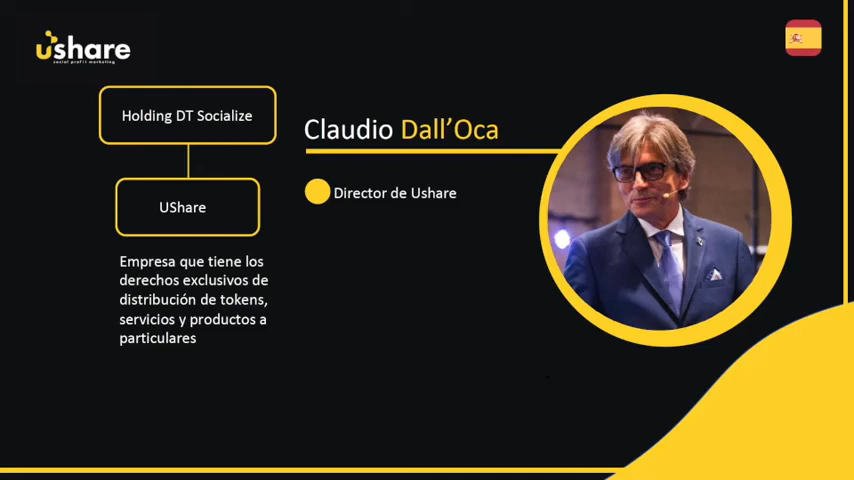 ushare
social profit marketing
Holding DT Socialize
Claudio Dall’Oca
Director de Ushare
UShare
Empresa que tiene los
derechos exclusivos de
distribución de tokens,
servicios y productos a
particulares